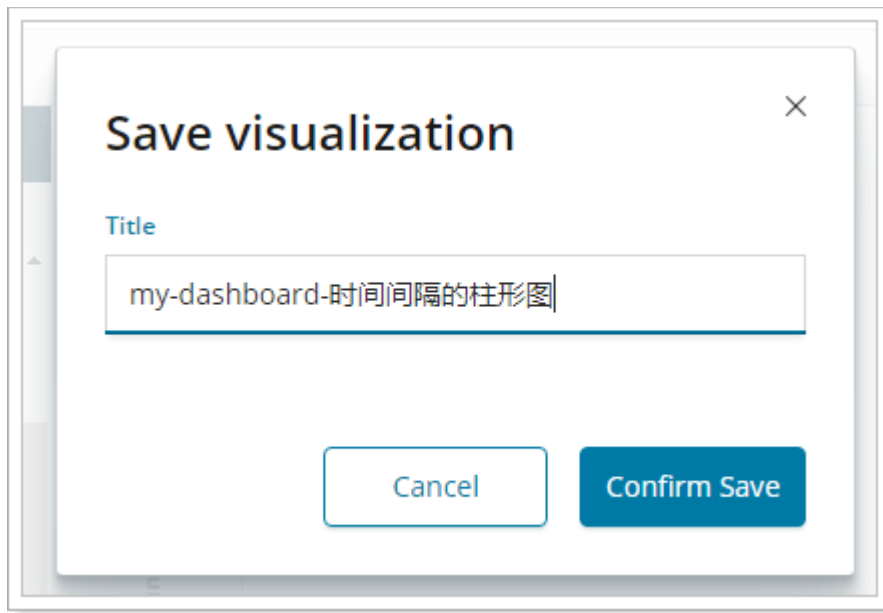 Save visualization
Title
my-dashboard-时间间隔的柱形图
Cancel
Confirm Save